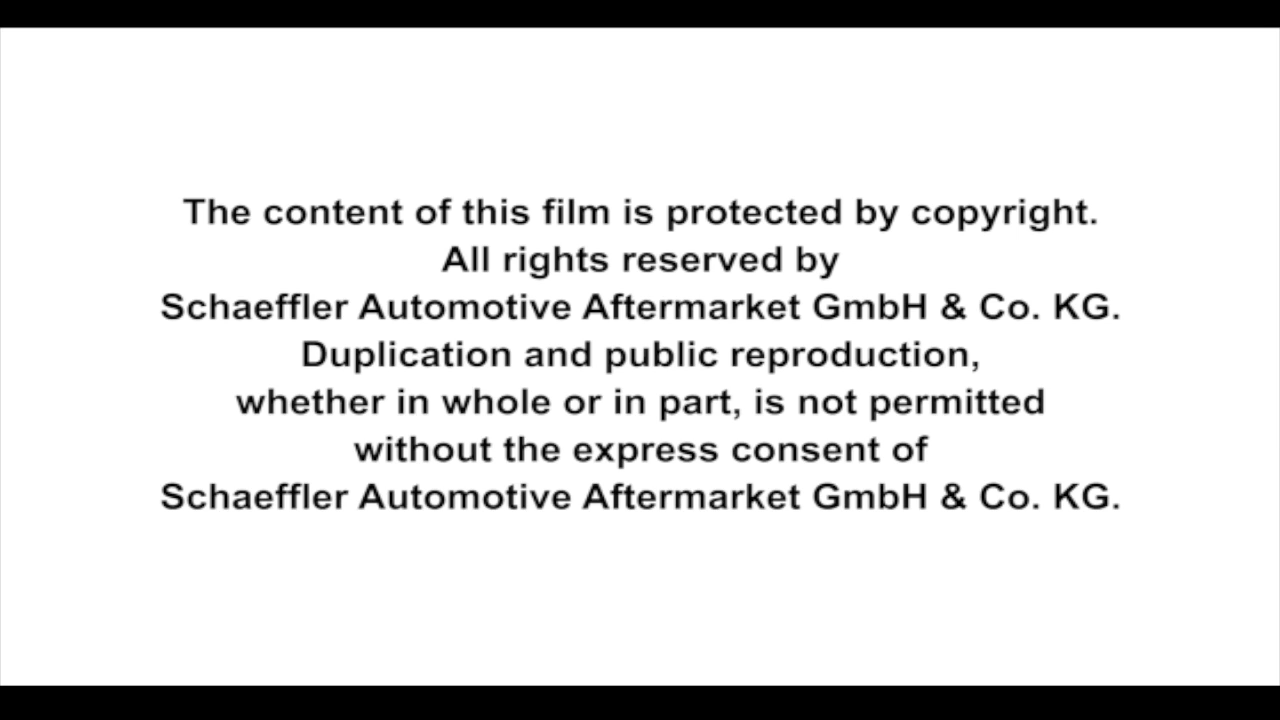 The content of this film is protected by copyright.
All rights reserved by
Schaeffler Automotive Aftermarket GmbH & Co. KG.
Duplication and public reproduction,
whether in whole or in part, is not permitted
without the express consent of
Schaeffler Automotive Aftermarket GmbH & Co. KG.